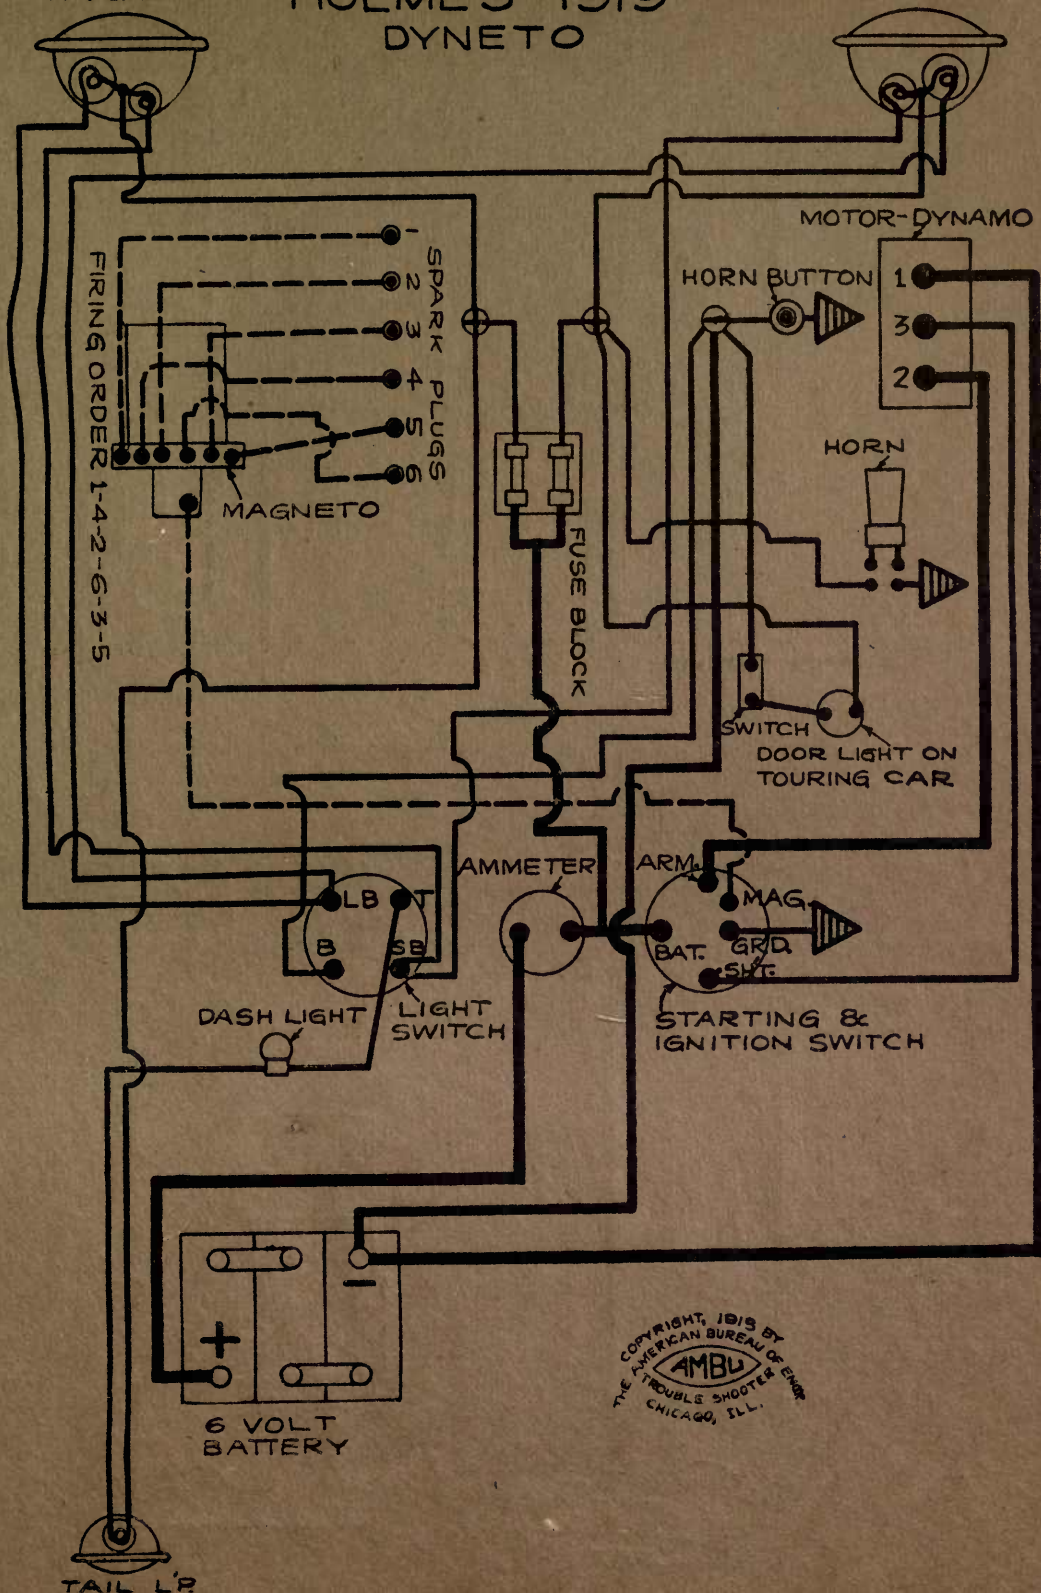 HOLMES 1919
DYNETO
MOTOR-DYNAMO
1
3
2
HORN BUTTON
HORN
SPARK PLUGS
1
2
3
4
5
6
FIRING ORDER 1-4-2-6-3-5
MAGNETO
FUSE BLOCK
SWITCH
DOOR LIGHT ON
TOURING CAR
AMMETER
ARM.
MAG.
BAT.
GRD.
SHT.
STARTING &
IGNITION SWITCH
LB
T
B
SB
LIGHT
SWITCH
DASH LIGHT
+
−
6 VOLT
BATTERY
COPYRIGHT, 1919 BY
THE AMERICAN BUREAU OF ENGR
AMBU
TROUBLE SHOOTER
CHICAGO, ILL.
TAIL L'P.